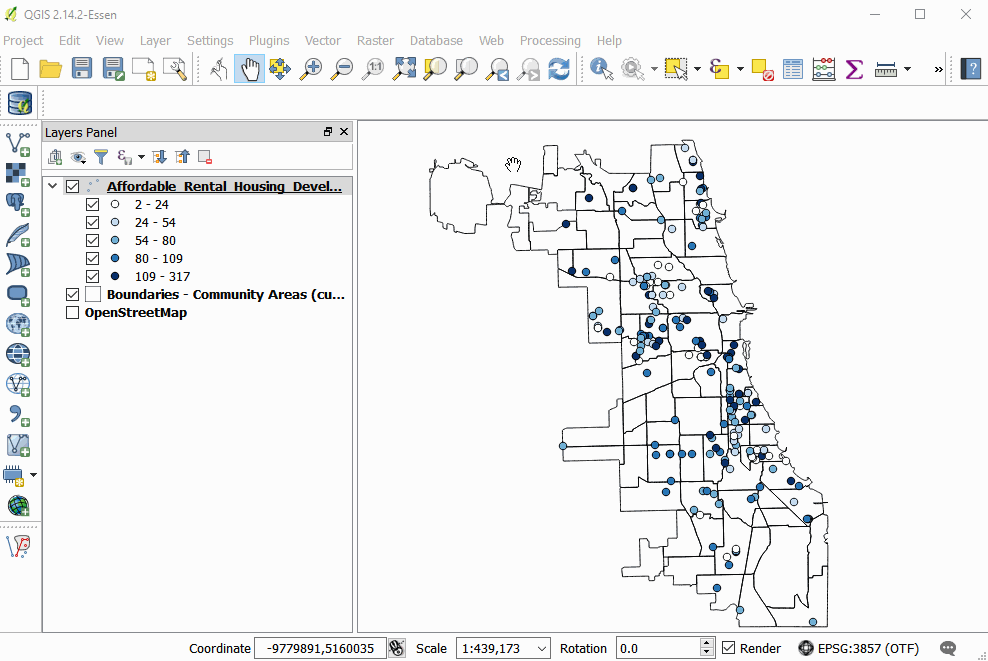 QGIS 2.14.2-Essen
Project Edit View Layer Settings Plugins Vector Raster Database Web Processing Help
1:1
»
?
Layers Panel
Affordable_Rental_Housing_Devel...
2 - 24
24 - 54
54 - 80
80 - 109
109 - 317
Boundaries - Community Areas (cu...
OpenStreetMap
Coordinate -9779891,5160035 Scale 1:439,173 Rotation 0.0 Render EPSG:3857 (OTF)